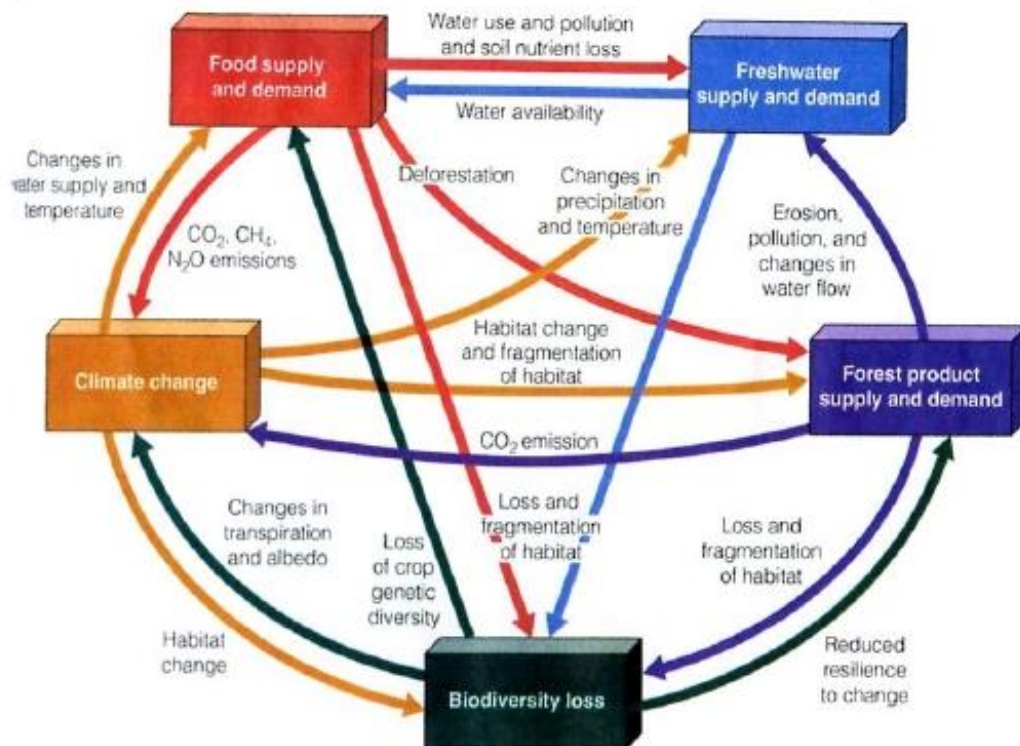 Water use and pollution
and soil nutrient loss
Food supply
and demand
Freshwater
supply and demand
Water availability
Changes in
water supply and
temperature
Deforestation
Changes in
precipitation
and temperature
CO₂, CH₄,
N₂O emissions
Erosion,
pollution, and
changes in
water flow
Habitat change
and fragmentation
of habitat
Climate change
Forest product
supply and demand
CO₂ emission
Changes in
transpiration
and albedo
Loss
of crop
genetic
diversity
Loss and
fragmentation
of habitat
Loss and
fragmentation
of habitat
Habitat
change
Biodiversity loss
Reduced
resilience
to change